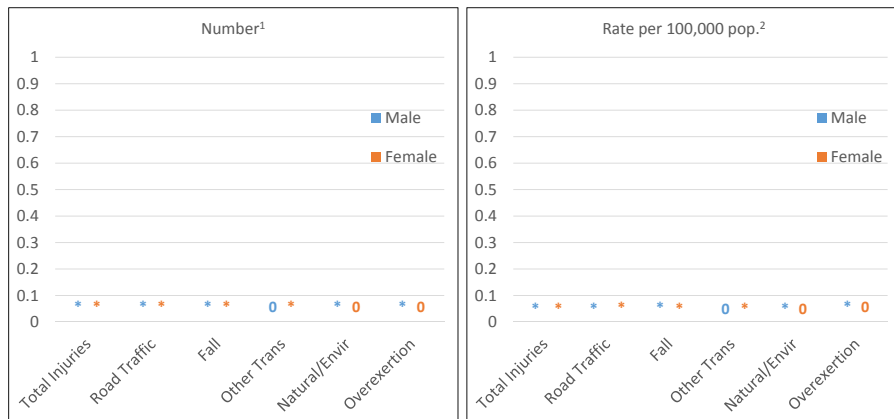 Number¹
1
0.9
0.8
0.7
0.6
0.5
0.4
0.3
0.2
0.1
0
Male
Female
* * * * * * 0 * * 0 * 0
Total Injuries
Road Traffic
Fall
Other Trans
Natural/Envir
Overexertion
Rate per 100,000 pop.²
1
0.9
0.8
0.7
0.6
0.5
0.4
0.3
0.2
0.1
0
Male
Female
* * * * * * 0 * * 0 * 0
Total Injuries
Road Traffic
Fall
Other Trans
Natural/Envir
Overexertion